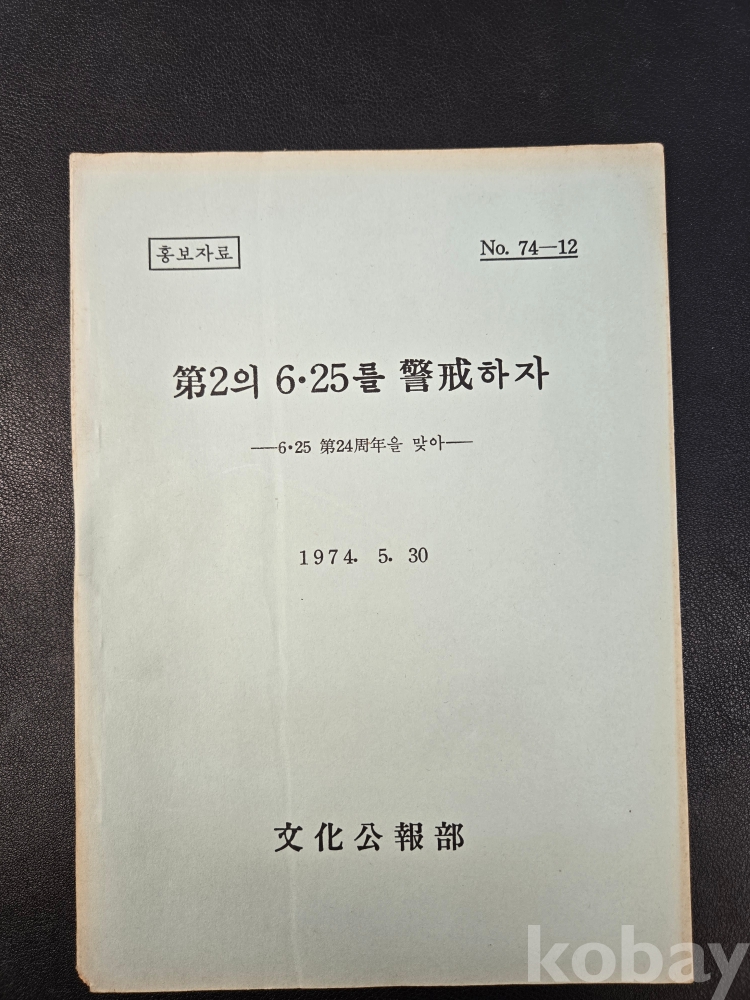 홍보자료
No. 74—12
第2의 6·25를 警戒하자
—6·25 第24周年을 맞아—
1974. 5. 30
文化公報部
kobay